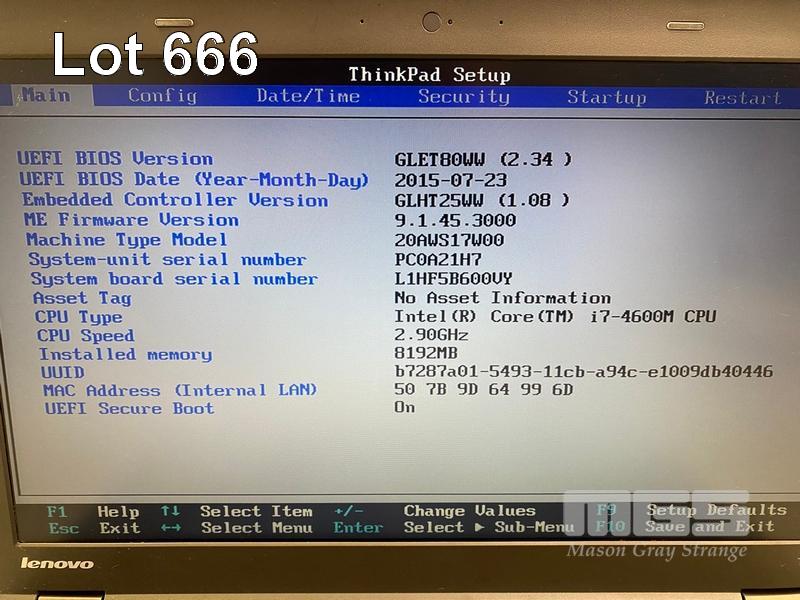 Lot 666
ThinkPad Setup
Main Config Date/Time Security Startup Restart
UEFI BIOS Version GLET80WW (2.34 )
UEFI BIOS Date (Year-Month-Day) 2015-07-23
Embedded Controller Version GLHT25WW (1.08 )
ME Firmware Version 9.1.45.3000
Machine Type Model 20AWS17W00
System-unit serial number PC0A21H7
System board serial number L1HF5B600VY
Asset Tag No Asset Information
CPU Type Intel(R) Core(TM) i7-4600M CPU
CPU Speed 2.90GHz
Installed memory 8192MB
UUID b7287a01-5493-11cb-a94c-e1009db40446
MAC Address (Internal LAN) 50 7B 9D 64 99 6D
UEFI Secure Boot On
F1 Help ↑↓ Select Item +/- Change Values F9 Setup Defaults
Esc Exit ←→ Select Menu Enter Select ▶ Sub-Menu F10 Save and Exit
MGS
Mason Gray Strange
lenovo